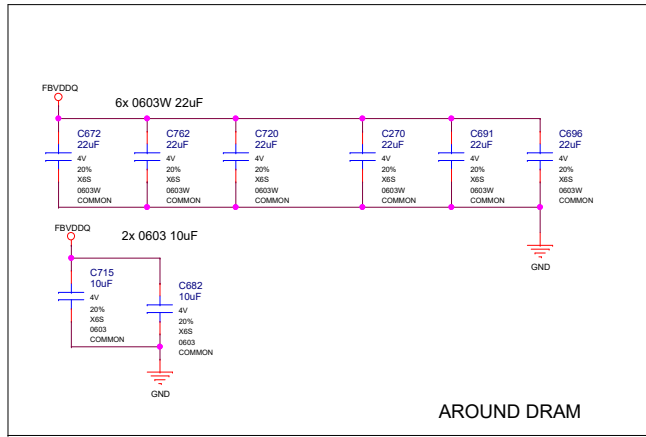 FBVDDQ
6x 0603W 22uF
C672
22uF
4V
20%
X6S
0603W
COMMON
C762
22uF
4V
20%
X6S
0603W
COMMON
C720
22uF
4V
20%
X6S
0603W
COMMON
C270
22uF
4V
20%
X6S
0603W
COMMON
C691
22uF
4V
20%
X6S
0603W
COMMON
C696
22uF
4V
20%
X6S
0603W
COMMON
GND
FBVDDQ
2x 0603 10uF
C715
10uF
4V
20%
X6S
0603
COMMON
C682
10uF
4V
20%
X6S
0603
COMMON
GND
AROUND DRAM